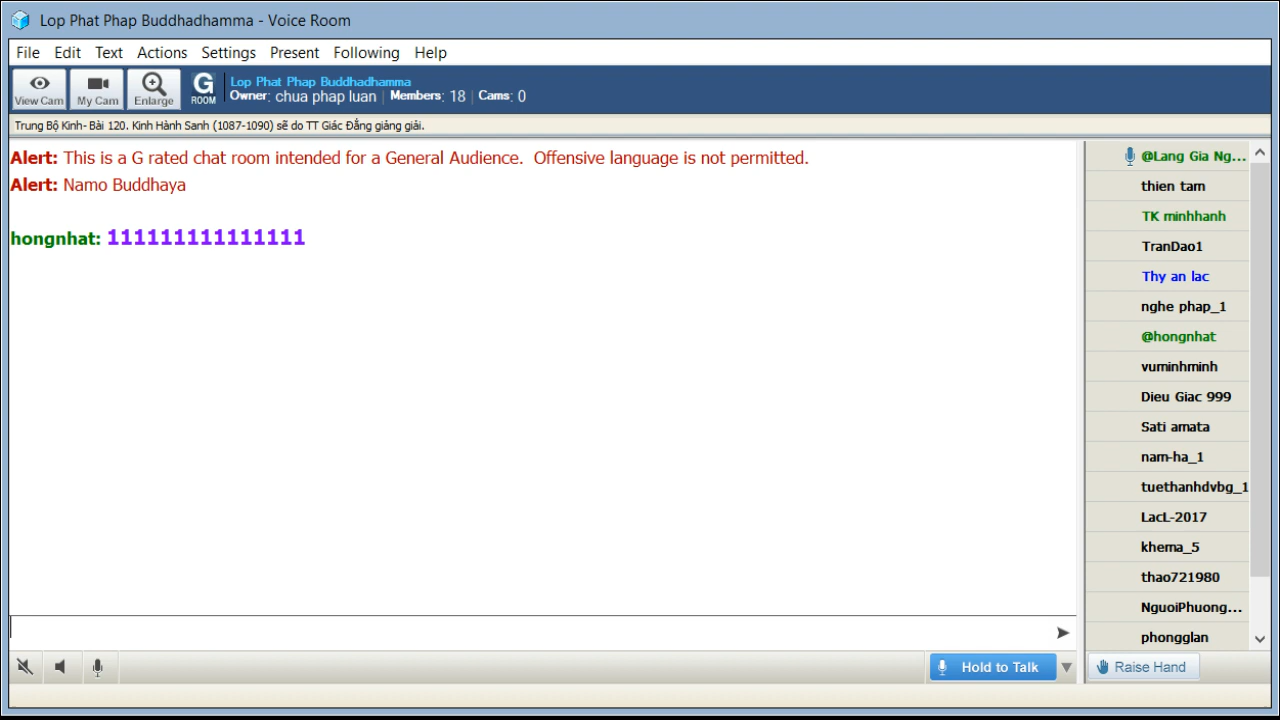 Lop Phat Phap Buddhadhamma - Voice Room
File Edit Text Actions Settings Present Following Help
View Cam
My Cam
Enlarge
G
ROOM
Lop Phat Phap Buddhadhamma
Owner: chua phap luan | Members: 18 | Cams: 0
Trung Bộ Kinh- Bài 120. Kinh Hành Sanh (1087-1090) sẽ do TT Giác Đẳng giảng giải.
Alert: This is a G rated chat room intended for a General Audience. Offensive language is not permitted.
Alert: Namo Buddhaya
hongnhat: 111111111111111
@Lang Gia Ng...
thien tam
TK minhhanh
TranDao1
Thy an lac
nghe phap_1
@hongnhat
vuminhminh
Dieu Giac 999
Sati amata
nam-ha_1
tuethanhdvbg_1
LacL-2017
khema_5
thao721980
NguoiPhuong...
phongglan
Hold to Talk
Raise Hand